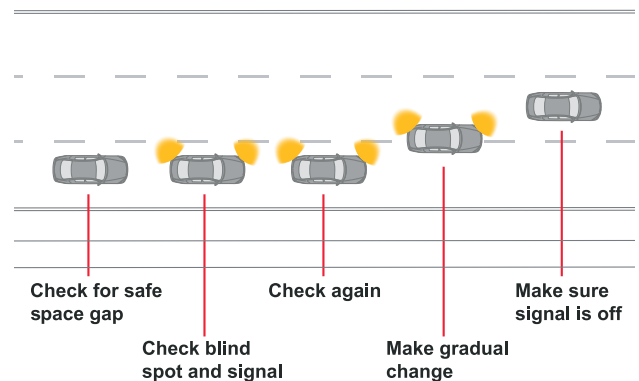 Check for safe
space gap
Check blind
spot and signal
Check again
Make gradual
change
Make sure
signal is off